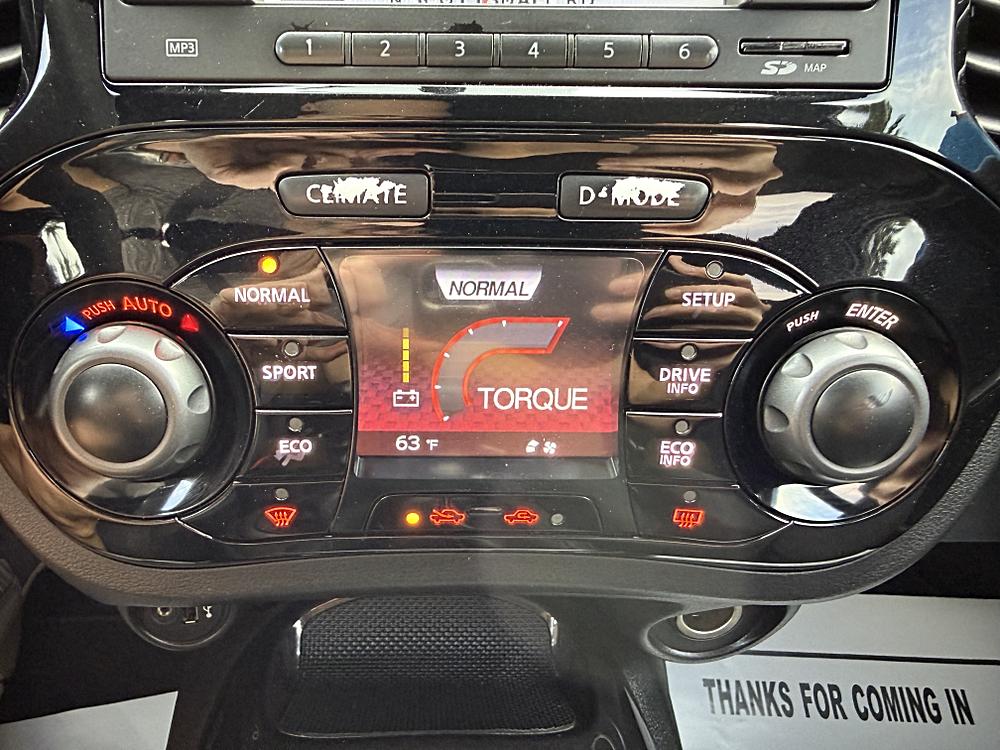 MP3
1 2 3 4 5 6
SD MAP
CLIMATE
D-MODE
NORMAL
SPORT
ECO
PUSH AUTO
NORMAL
TORQUE
63 °F
SETUP
DRIVE
INFO
ECO
INFO
PUSH ENTER
THANKS FOR COMING IN